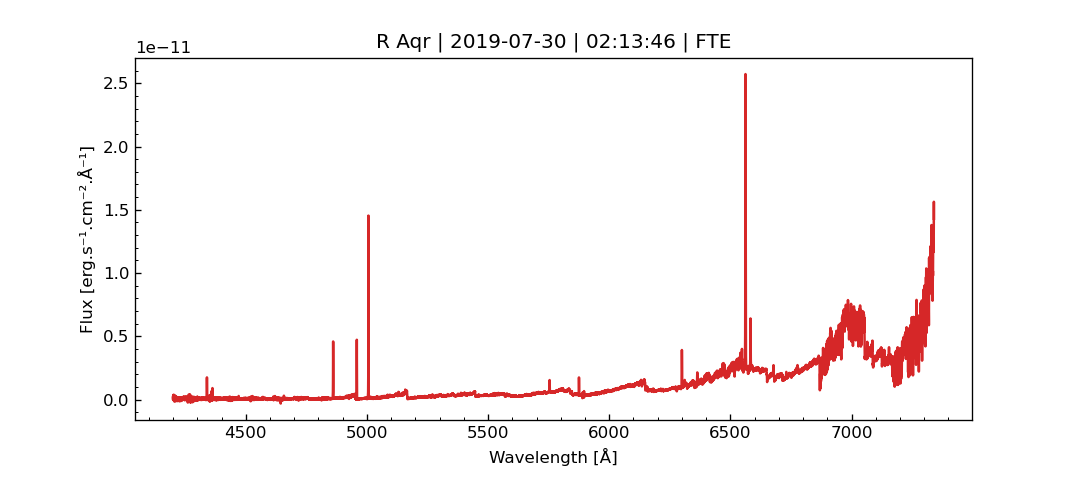 R Aqr | 2019-07-30 | 02:13:46 | FTE
1e−11
2.5
2.0
1.5
1.0
0.5
0.0
Flux [erg.s⁻¹.cm⁻².Å⁻¹]
4500 5000 5500 6000 6500 7000
Wavelength [Å]